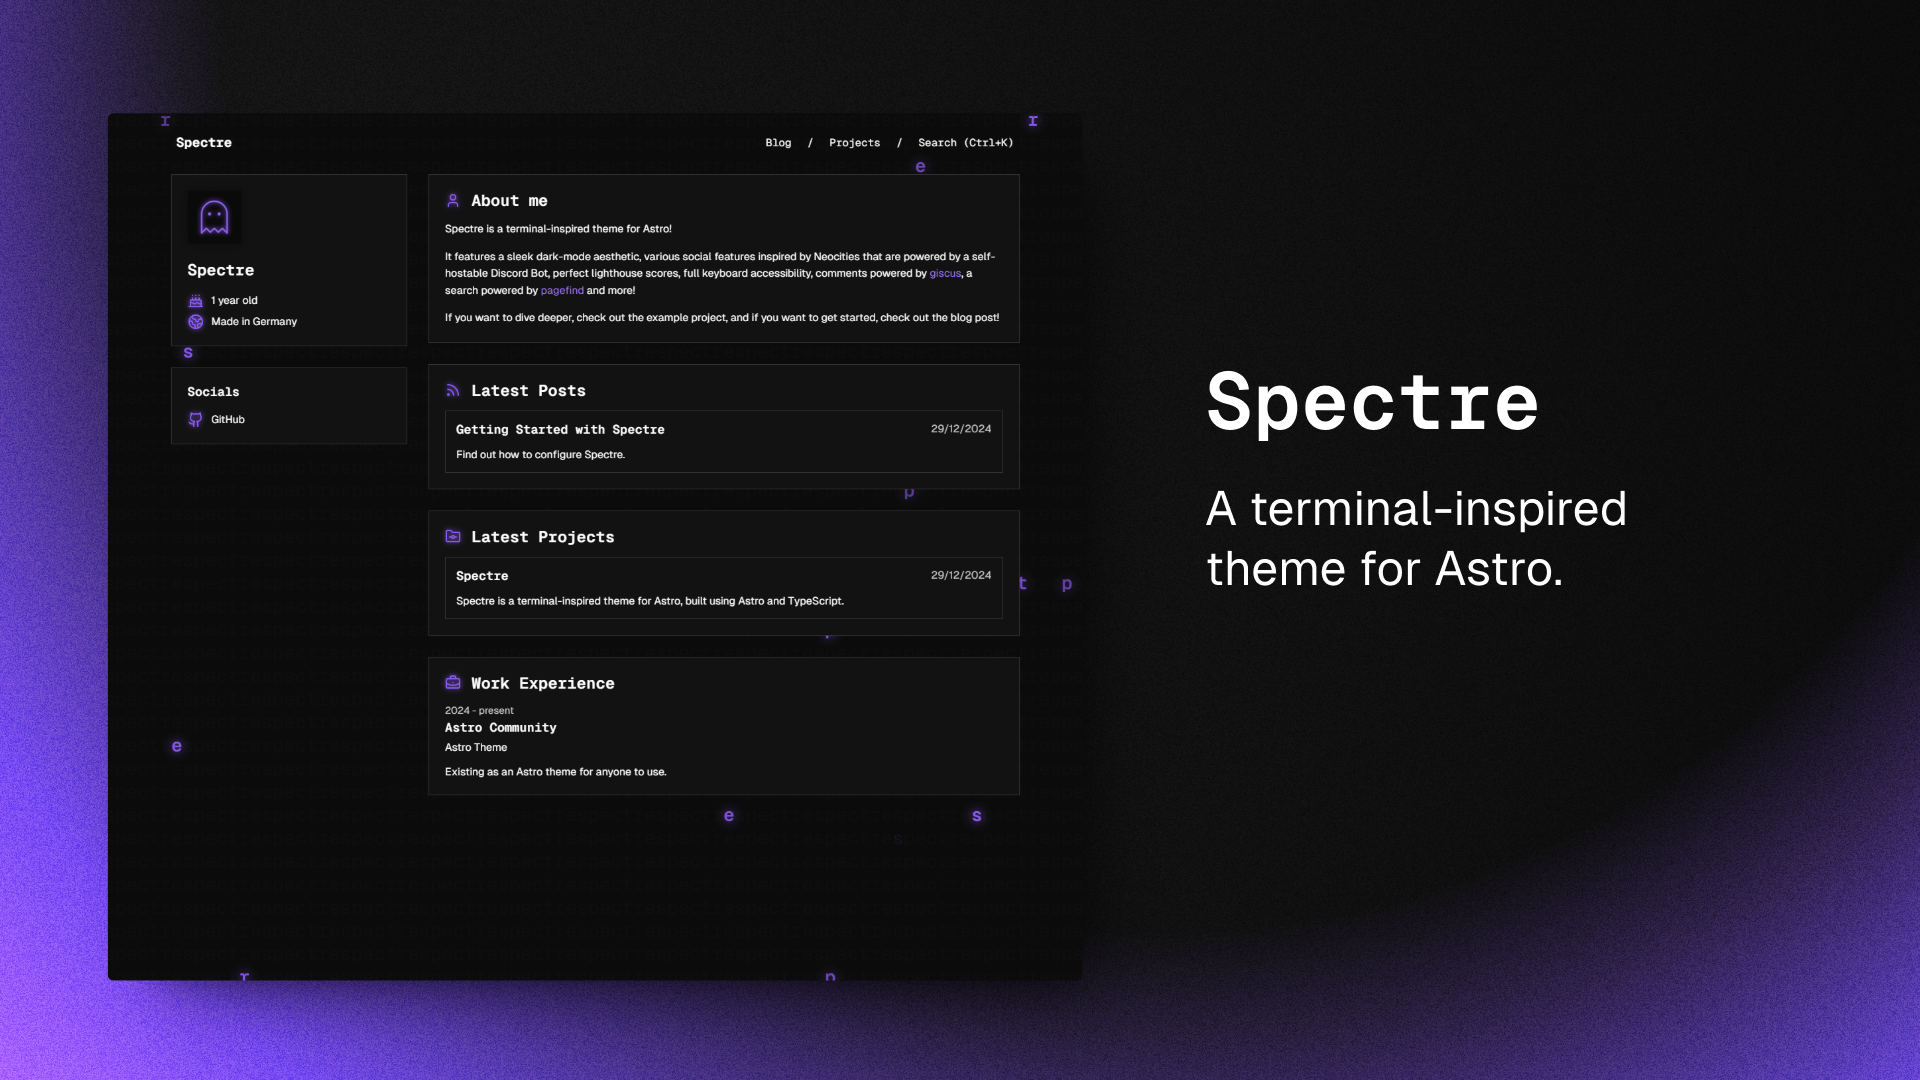 Spectre
Blog / Projects / Search (Ctrl+K)
Spectre
1 year old
Made in Germany
Socials
GitHub
About me
Spectre is a terminal-inspired theme for Astro!
It features a sleek dark-mode aesthetic, various social features inspired by Neocities that are powered by a self-
hostable Discord Bot, perfect lighthouse scores, full keyboard accessibility, comments powered by giscus, a
search powered by pagefind and more!
If you want to dive deeper, check out the example project, and if you want to get started, check out the blog post!
Latest Posts
Getting Started with Spectre 29/12/2024
Find out how to configure Spectre.
Latest Projects
Spectre 29/12/2024
Spectre is a terminal-inspired theme for Astro, built using Astro and TypeScript.
Work Experience
2024 - present
Astro Community
Astro Theme
Existing as an Astro theme for anyone to use.
r
r
e
s
p
t p
e
e s
s
r
p
Spectre
A terminal-inspired
theme for Astro.